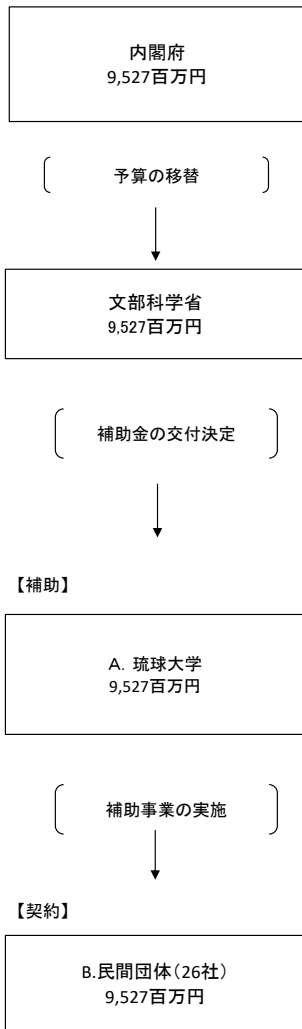 内閣府
9,527百万円
予算の移替
文部科学省
9,527百万円
補助金の交付決定
【補助】
A. 琉球大学
9,527百万円
補助事業の実施
【契約】
B.民間団体(26社)
9,527百万円